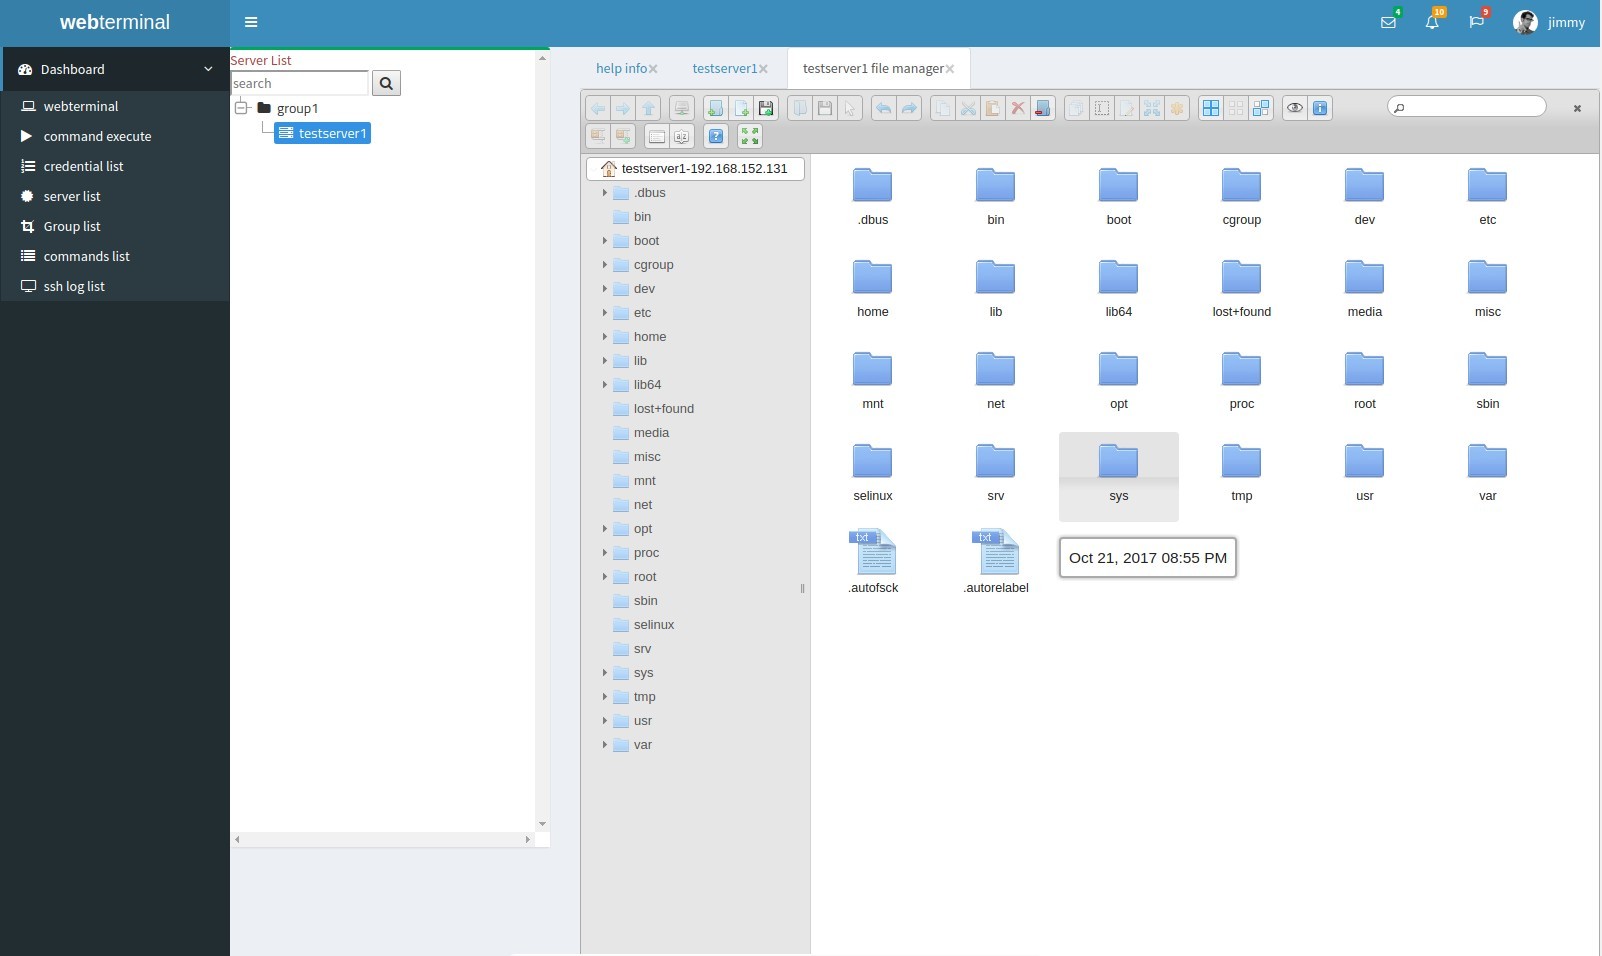 webterminal
4
10
9
jimmy
Dashboard
webterminal
command execute
credential list
server list
Group list
commands list
ssh log list
Server List
search
group1
testserver1
help info×
testserver1×
testserver1 file manager×
testserver1-192.168.152.131
.dbus
bin
boot
cgroup
dev
etc
home
lib
lib64
lost+found
media
misc
mnt
net
opt
proc
root
sbin
selinux
srv
sys
tmp
usr
var
.dbus bin boot cgroup dev etc
home lib lib64 lost+found media misc
mnt net opt proc root sbin
selinux srv sys tmp usr var
txt txt
Oct 21, 2017 08:55 PM
.autofsck .autorelabel